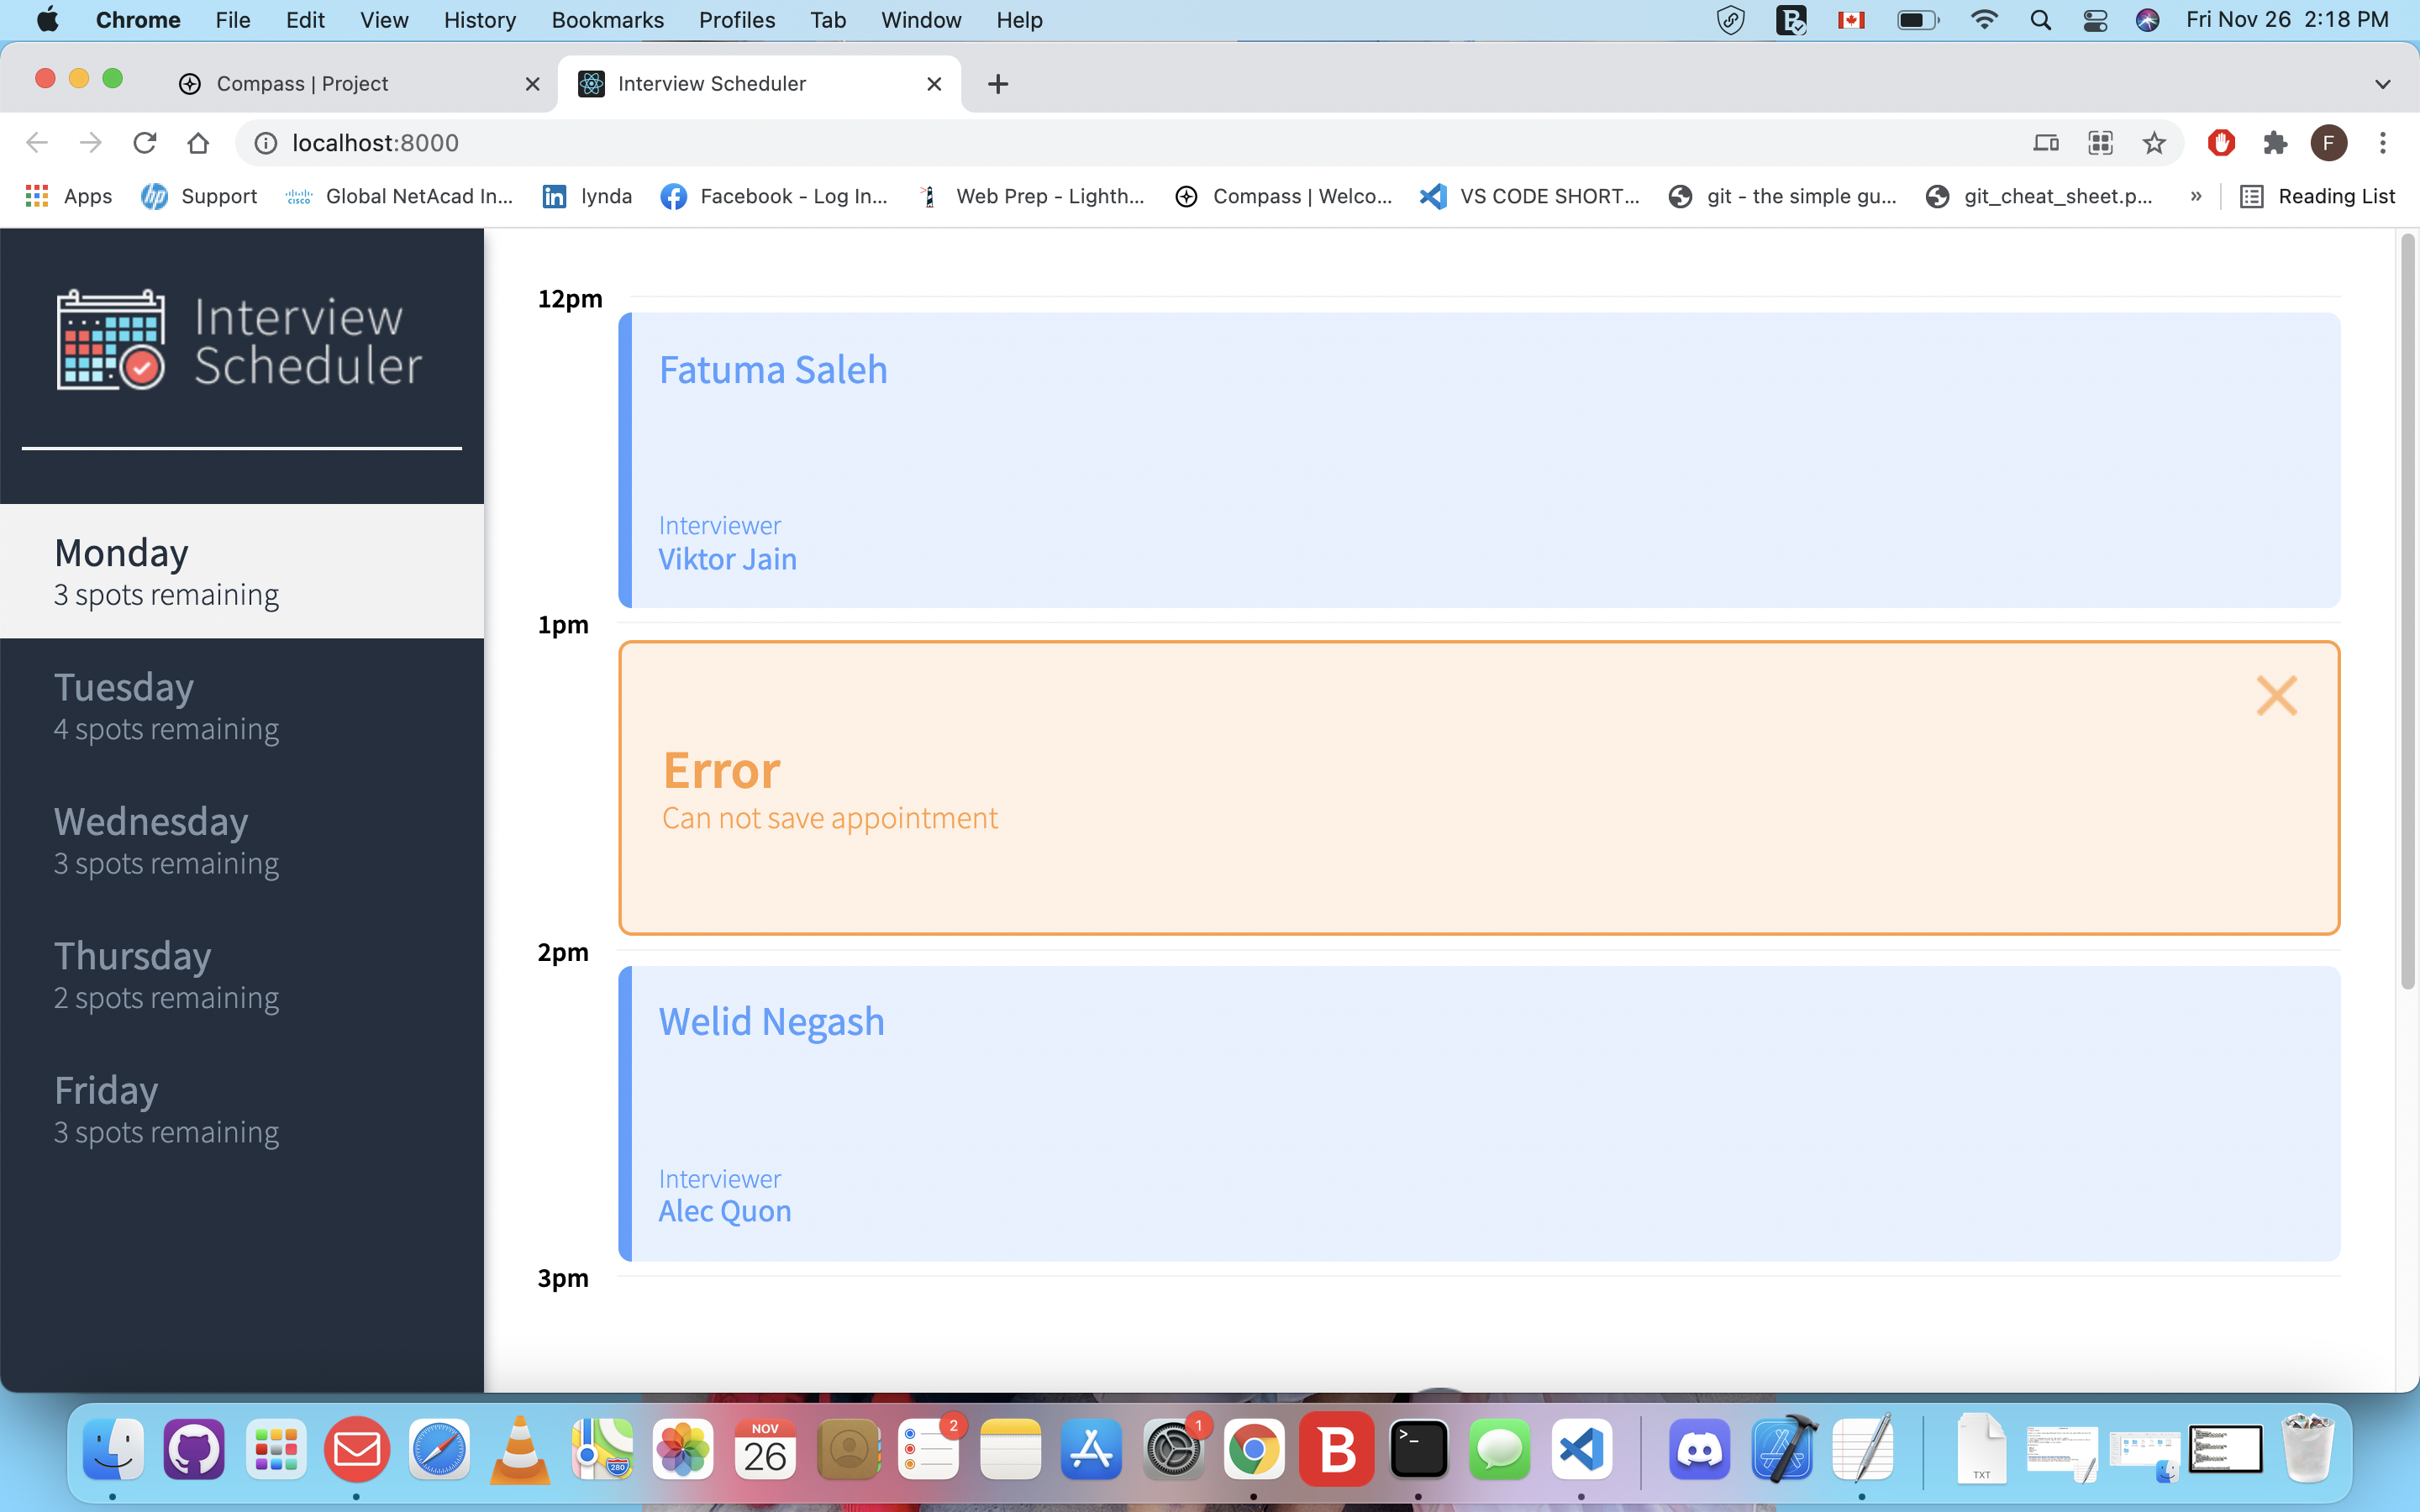 Chrome File Edit View History Bookmarks Profiles Tab Window Help Fri Nov 26 2:18 PM
Compass | Project Interview Scheduler
localhost:8000 F
Apps Support Global NetAcad In... lynda Facebook - Log In... Web Prep - Lighth... Compass | Welco... VS CODE SHORT... git - the simple gu... git_cheat_sheet.p... » Reading List
Interview
Scheduler
Monday
3 spots remaining
Tuesday
4 spots remaining
Wednesday
3 spots remaining
Thursday
2 spots remaining
Friday
3 spots remaining
12pm
Fatuma Saleh
Interviewer
Viktor Jain
1pm
Error
Can not save appointment
2pm
Welid Negash
Interviewer
Alec Quon
3pm
NOV
26
2
1
280
TXT